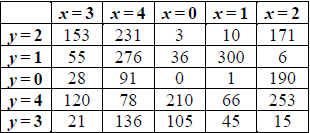 x = 3 x = 4 x = 0 x = 1 x = 2
y = 2 153 231 3 10 171
y = 1 55 276 36 300 6
y = 0 28 91 0 1 190
y = 4 120 78 210 66 253
y = 3 21 136 105 45 15